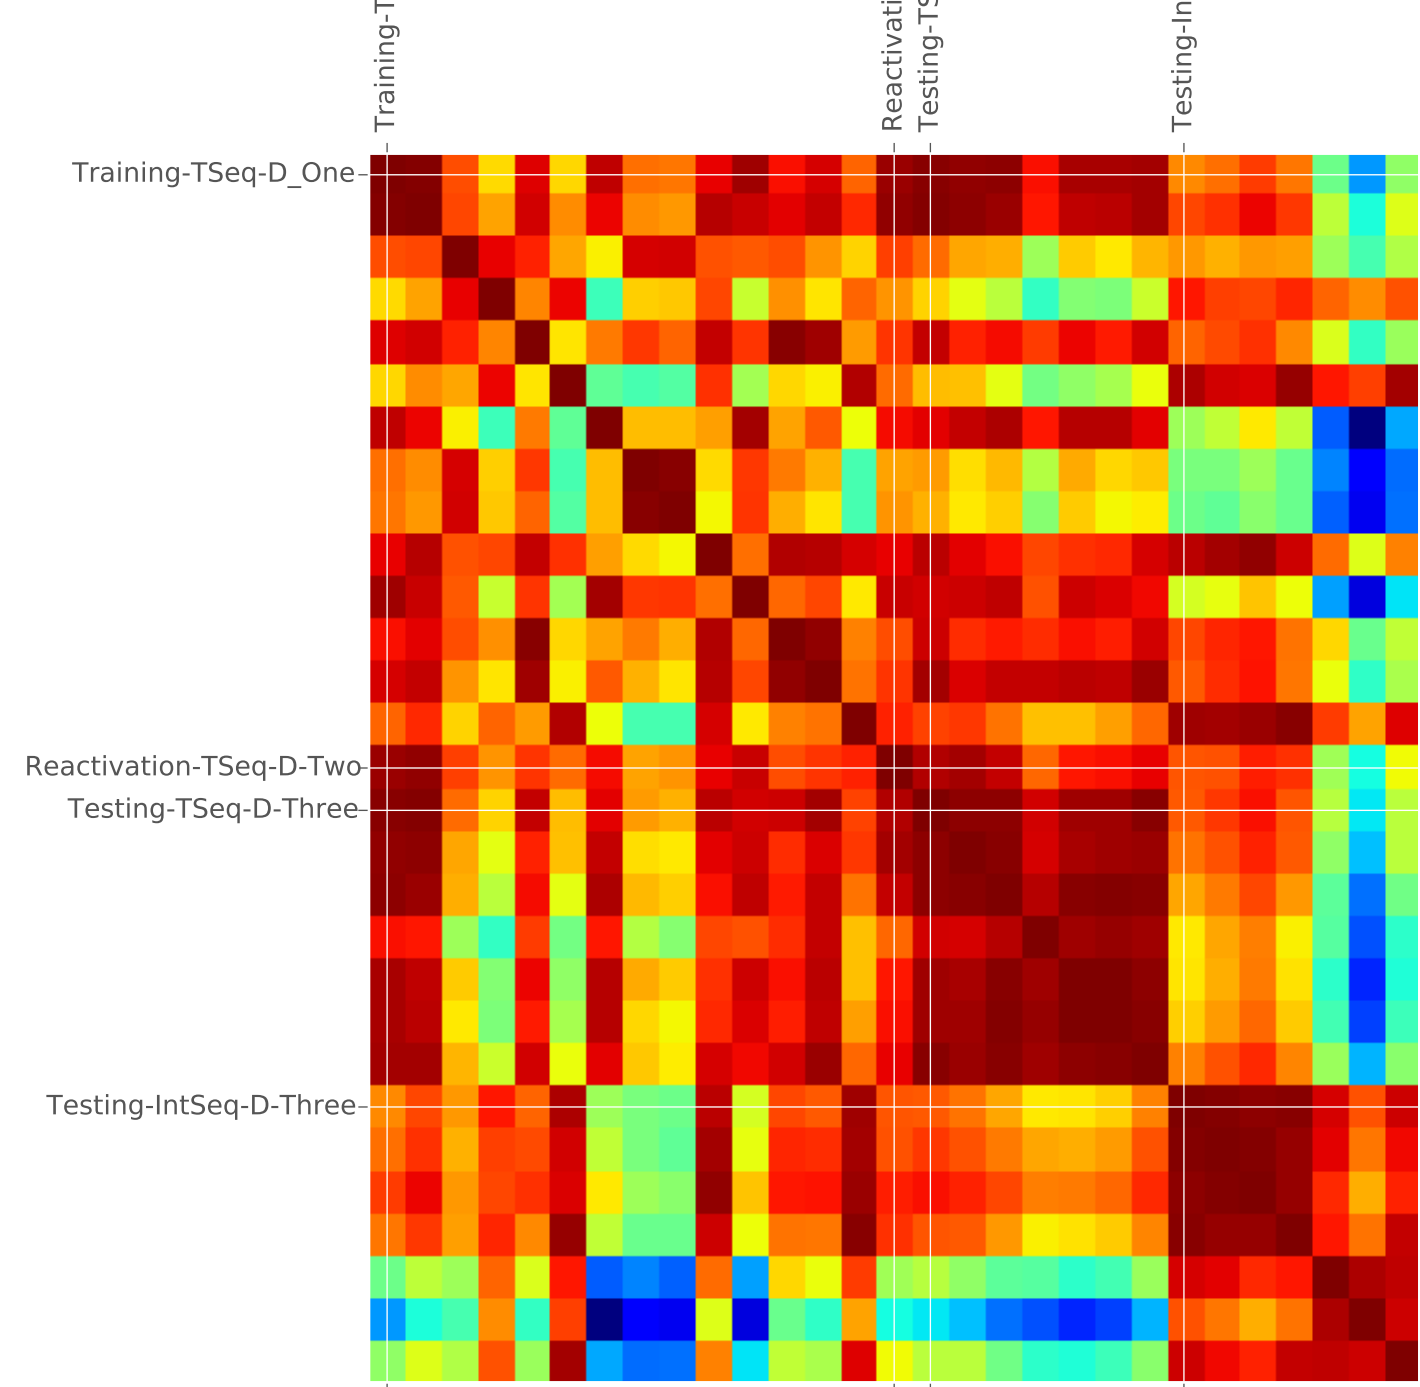 Training-T
Reactivati
Testing-TS
Testing-In
Training-TSeq-D_One
Reactivation-TSeq-D-Two
Testing-TSeq-D-Three
Testing-IntSeq-D-Three